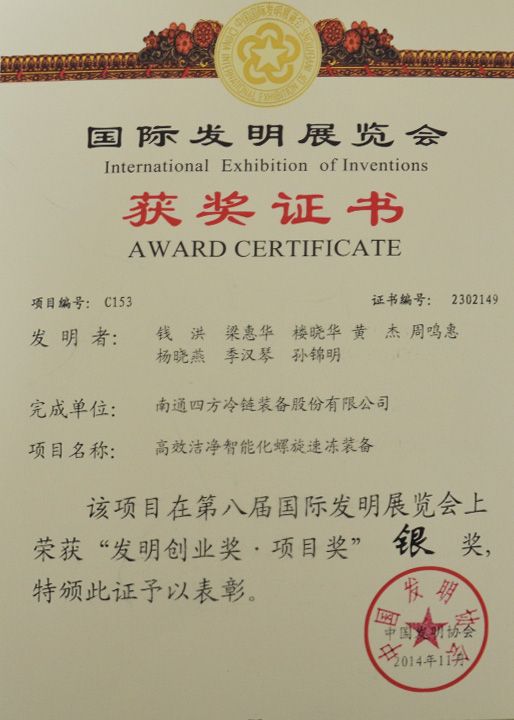 国际发明展览会
International Exhibition of Inventions
获奖证书
AWARD CERTIFICATE
项目编号: C153 证书编号: 2302149
发明者: 钱 洪 梁惠华 楼晓华 黄 杰 周鸣惠
杨晓燕 季汉琴 孙锦明
完成单位: 南通四方冷链装备股份有限公司
项目名称: 高效洁净智能化螺旋速冻装备
该项目在第八届国际发明展览会上
荣获“发明创业奖·项目奖” 银 奖,
特颁此证予以表彰。
中国发明协会
中国发明协会
2014年11月